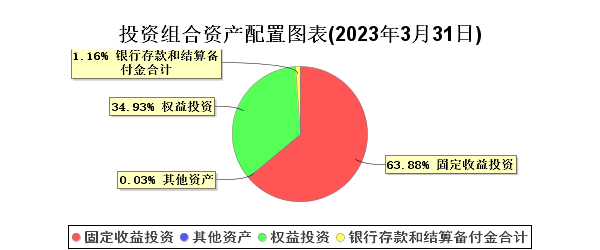 投资组合资产配置图表(2023年3月31日)
1.16% 银行存款和结算备
付金合计
34.93% 权益投资
63.88% 固定收益投资
0.03% 其他资产
固定收益投资 其他资产 权益投资 银行存款和结算备付金合计